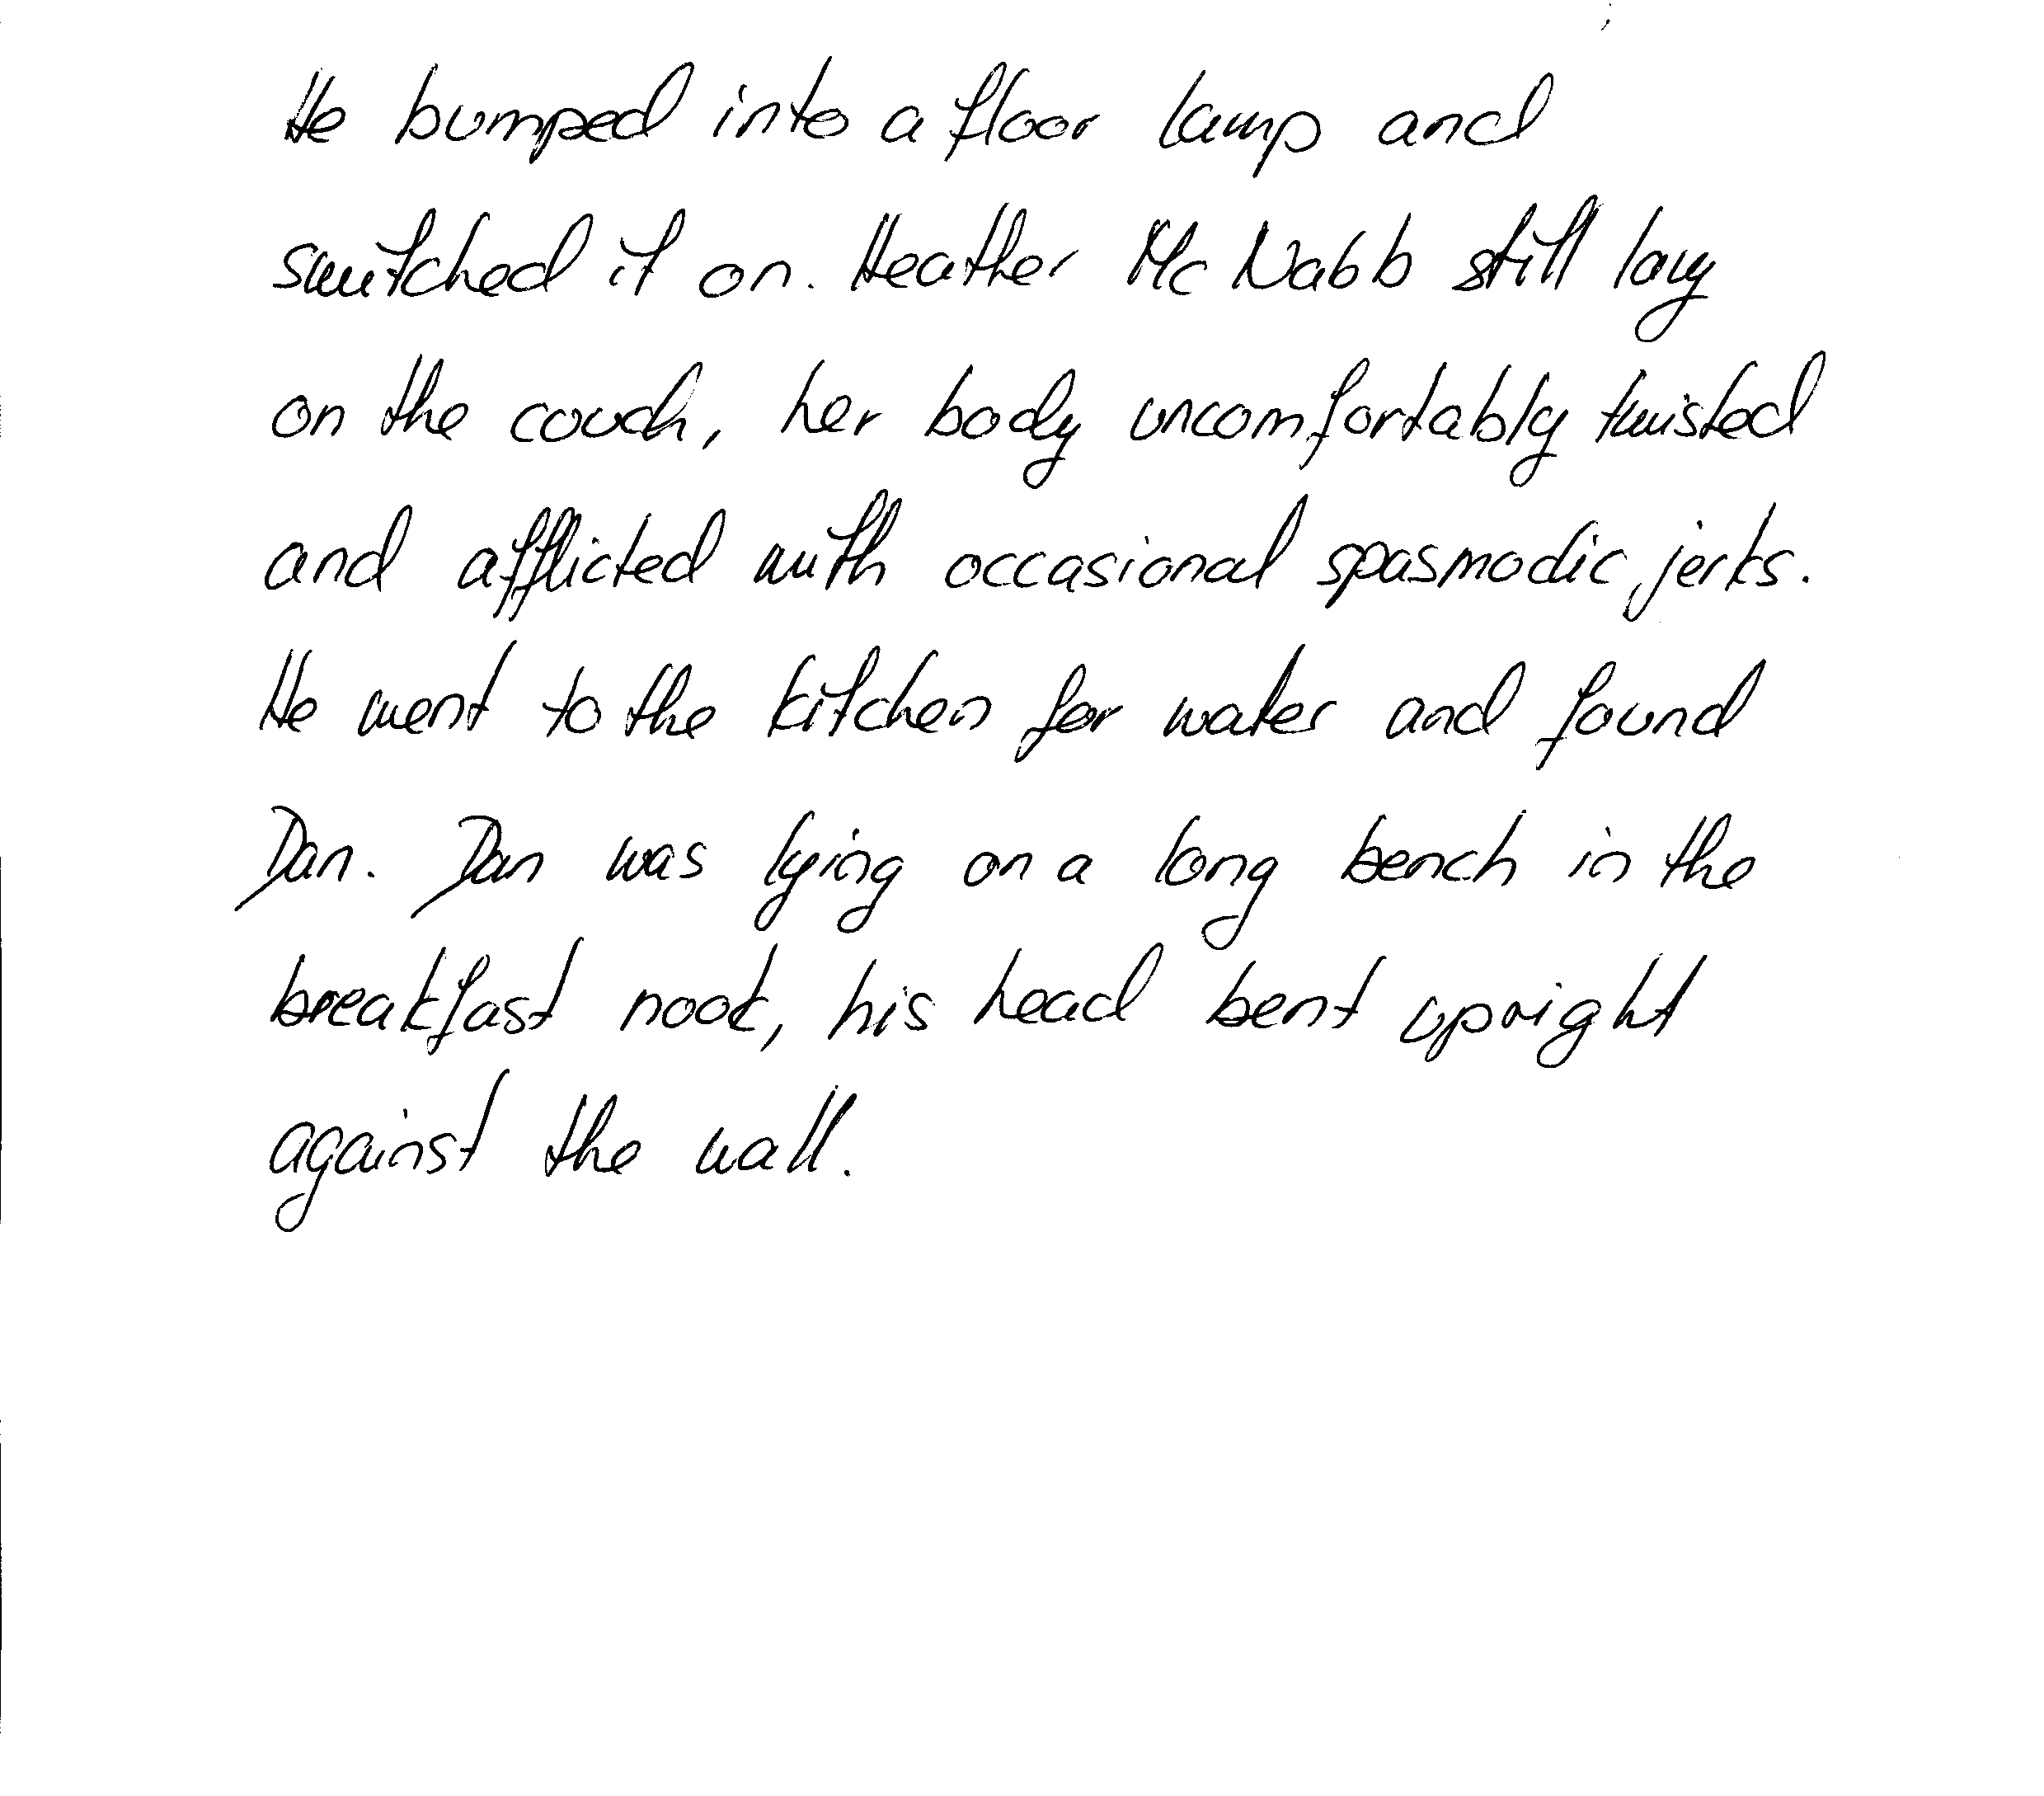 He bumped into a floor lamp and
switched it on. Heather Mc Nabb still lay
on the couch, her body uncomfortably twisted
and afflicted with occasional spasmodic jerks.
He went to the kitchen for water and found
Dan. Dan was lying on a long bench in the
breakfast nook, his head bent upright
against the wall.